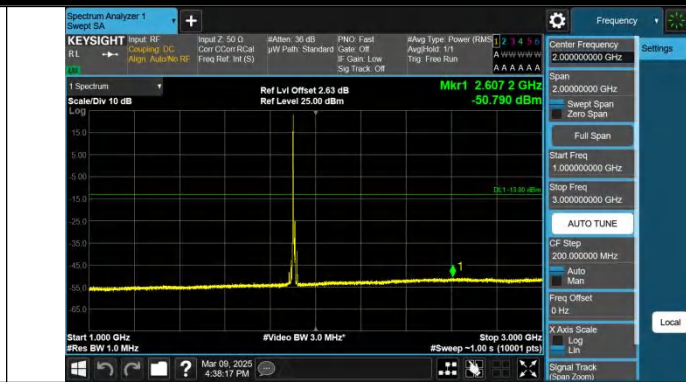 Spectrum Analyzer 1
Swept SA
Frequency
KEYSIGHT
RL
Input: RF
Coupling: DC
Align: Auto/No RF
Input Z: 50 Ω
Corr CCorr RCal
Freq Ref: Int (S)
#Atten: 36 dB
µW Path: Standard
PNO: Fast
Gate: Off
IF Gain: Low
Sig Track: Off
#Avg Type: Power (RMS
Avg|Hold: 1/1
Trig: Free Run
1 2 3 4 5 6
A W W W W W
A A A A A A
LNI
1 Spectrum
Scale/Div 10 dB
Ref Lvl Offset 2.63 dB
Ref Level 25.00 dBm
Mkr1 2.607 2 GHz
-50.790 dBm
Log
15.0
5.00
-5.00
-15.0
-25.0
-35.0
-45.0
-55.0
-65.0
DL1 -13.00 dBm
1
Start 1.000 GHz
#Res BW 1.0 MHz
#Video BW 3.0 MHz*
Stop 3.000 GHz
#Sweep ~1.00 s (10001 pts)
Mar 09, 2025
4:38:17 PM
Center Frequency
2.000000000 GHz
Span
2.00000000 GHz
Swept Span
Zero Span
Full Span
Start Freq
1.000000000 GHz
Stop Freq
3.000000000 GHz
AUTO TUNE
CF Step
200.000000 MHz
Auto
Man
Freq Offset
0 Hz
X Axis Scale
Log
Lin
Signal Track
(Span Zoom)
Settings
Local